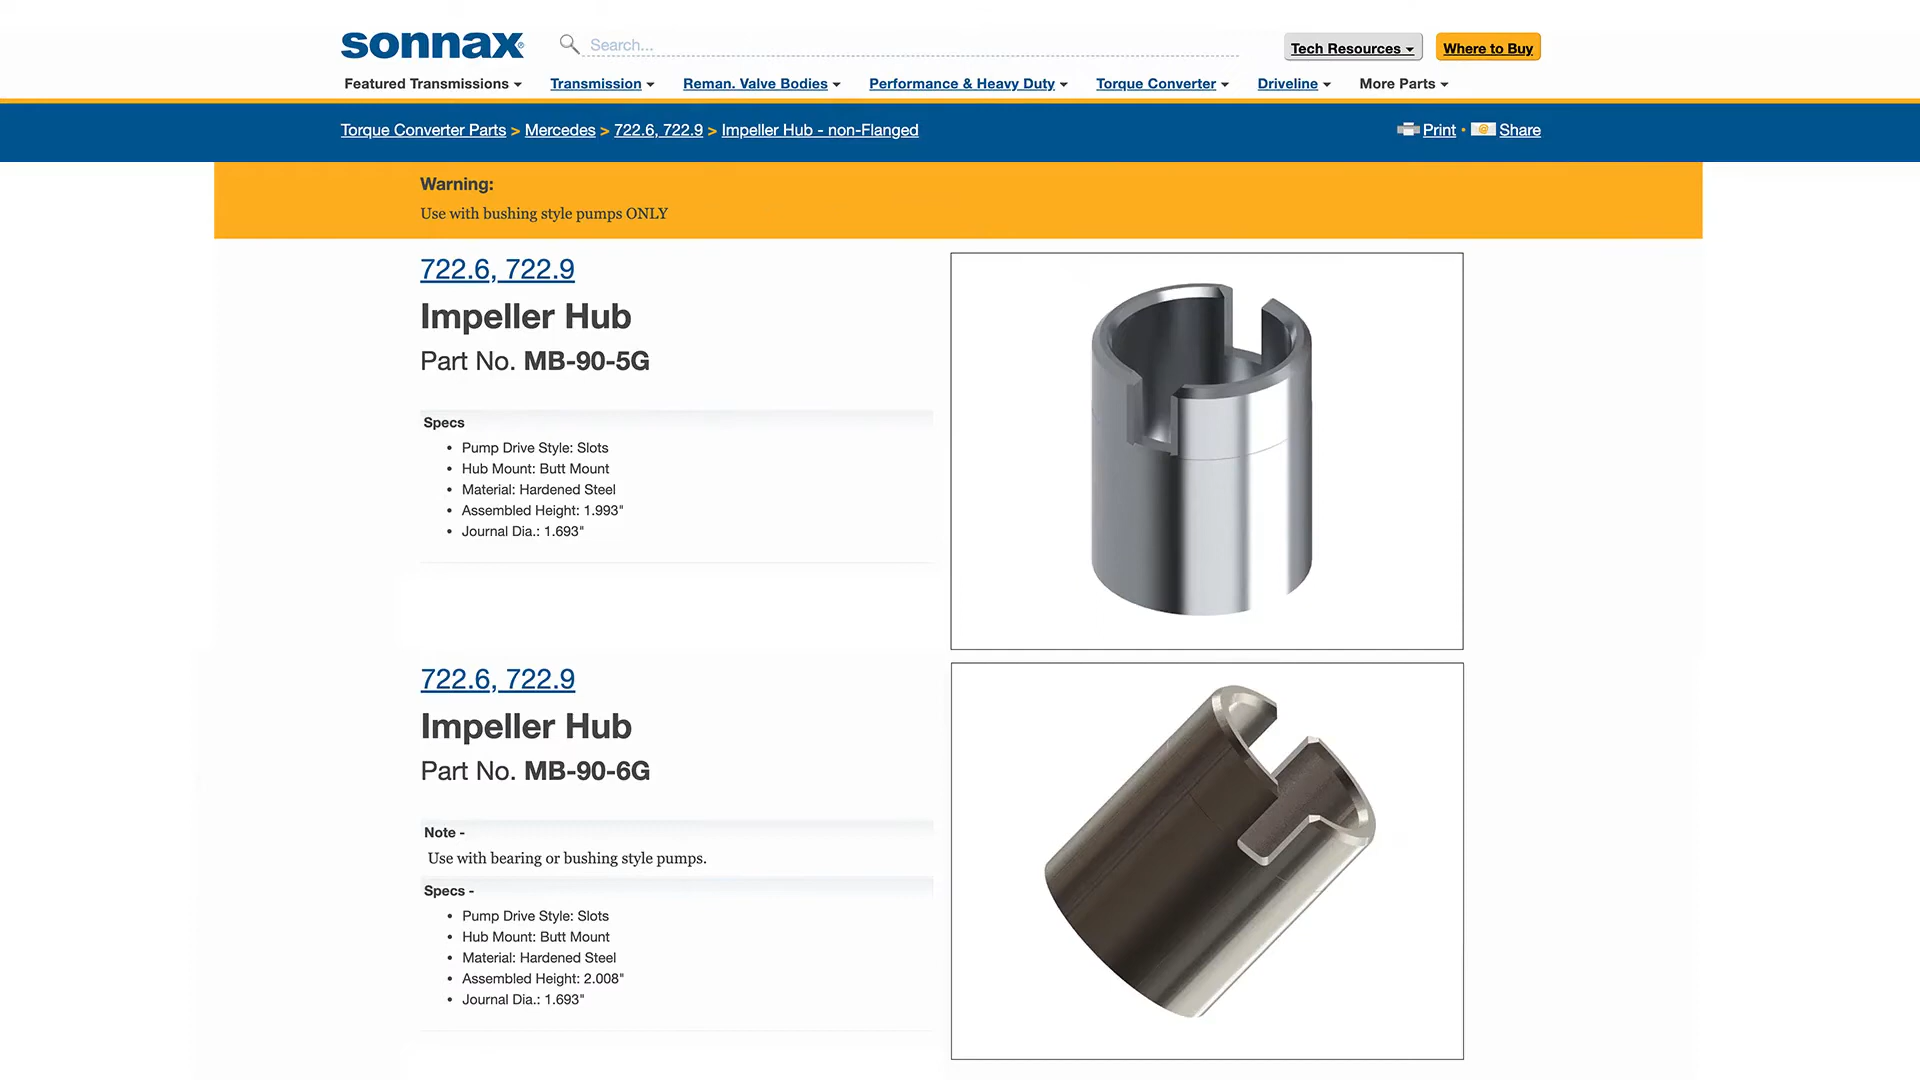 sonnax
Search...
Tech Resources
Where to Buy
Featured Transmissions
Transmission
Reman. Valve Bodies
Performance & Heavy Duty
Torque Converter
Driveline
More Parts
Torque Converter Parts > Mercedes > 722.6, 722.9 > Impeller Hub - non-Flanged
Print • Share
Warning:
Use with bushing style pumps ONLY
722.6, 722.9
Impeller Hub
Part No. MB-90-5G
Specs
• Pump Drive Style: Slots
• Hub Mount: Butt Mount
• Material: Hardened Steel
• Assembled Height: 1.993"
• Journal Dia.: 1.693"
722.6, 722.9
Impeller Hub
Part No. MB-90-6G
Note -
Use with bearing or bushing style pumps.
Specs -
• Pump Drive Style: Slots
• Hub Mount: Butt Mount
• Material: Hardened Steel
• Assembled Height: 2.008"
• Journal Dia.: 1.693"